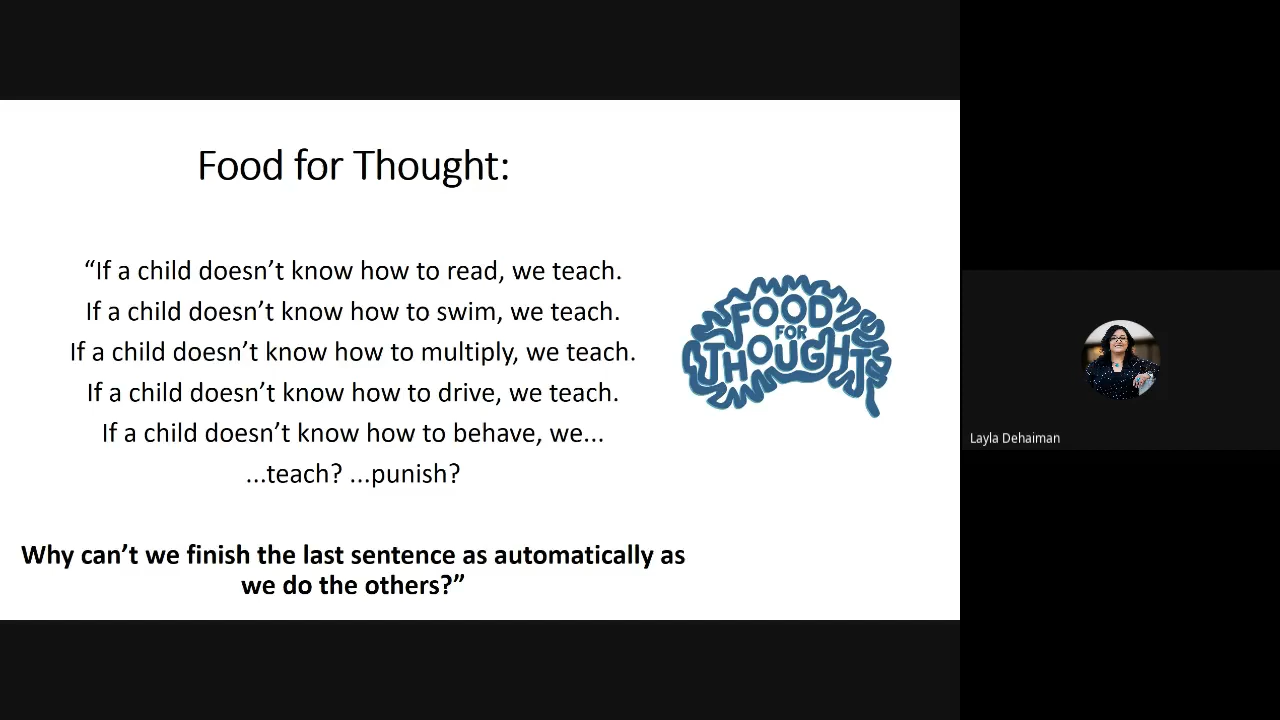 Food for Thought:
“If a child doesn’t know how to read, we teach.
If a child doesn’t know how to swim, we teach.
If a child doesn’t know how to multiply, we teach.
If a child doesn’t know how to drive, we teach.
If a child doesn’t know how to behave, we...
...teach? ...punish?
Why can’t we finish the last sentence as automatically as
we do the others?”
FOOD
FOR
THOUGHT
Layla Dehaiman